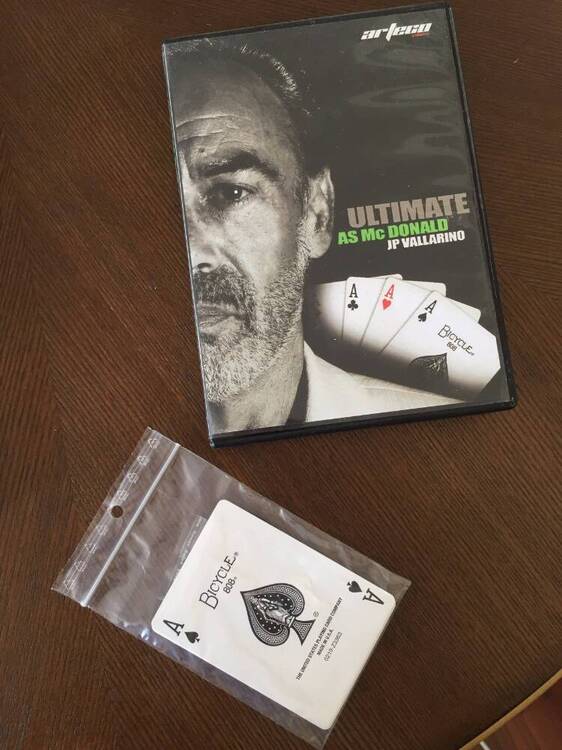 arteco
ULTIMATE
AS Mc DONALD
JP VALLARINO
A
A
A
BICYCLE®
808
BICYCLE®
808®
A
THE UNITED STATES PLAYING CARD COMPANY
MADE IN U.S.A.
A